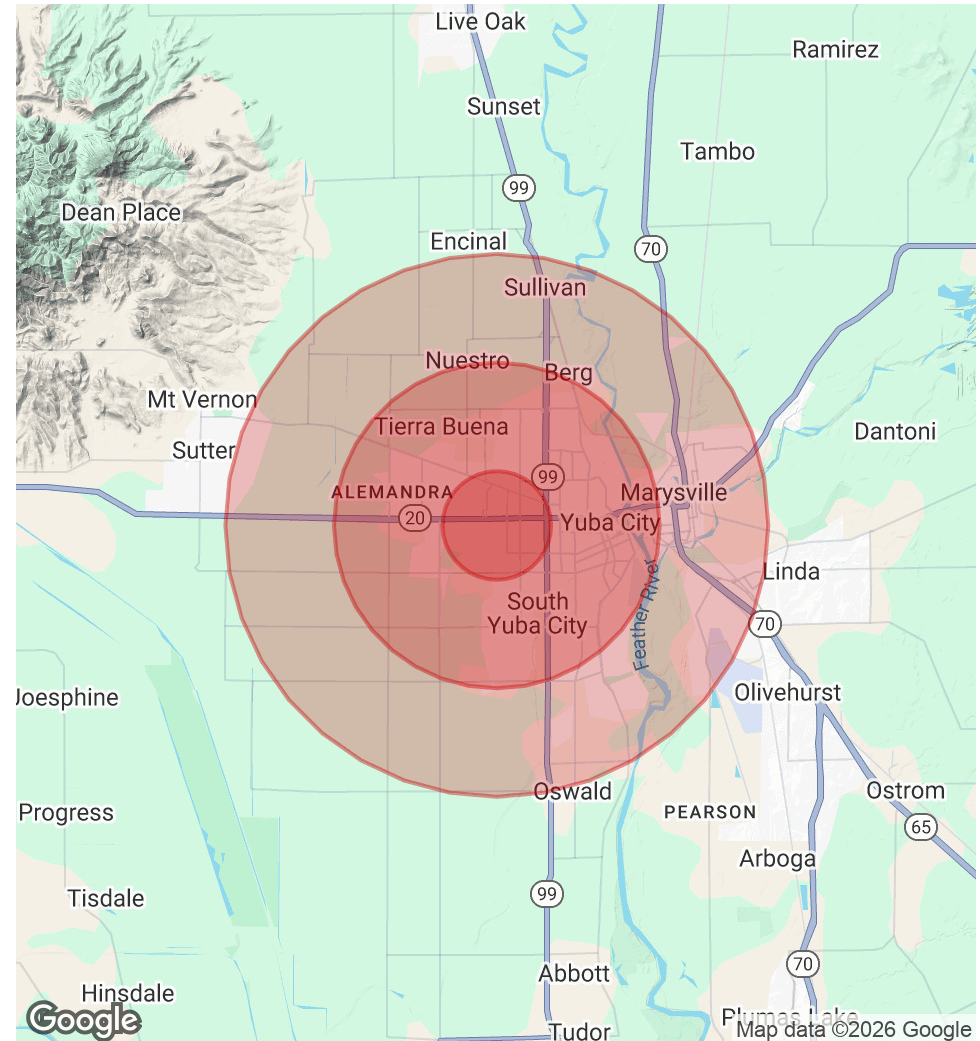 Live Oak
Ramirez
Sunset
Tambo
99
Dean Place
Encinal
70
Sullivan
Nuestro
Berg
Mt Vernon
Tierra Buena
Dantoni
Sutter
99
ALEMANDRA
Marysville
20
Yuba City
Linda
South
Yuba City
Feather River
70
Joesphine
Olivehurst
Oswald
Ostrom
Progress
PEARSON
65
Arboga
99
Tisdale
70
Abbott
Hinsdale
Plumas Lake
Google
Tudor
Map data ©2026 Google